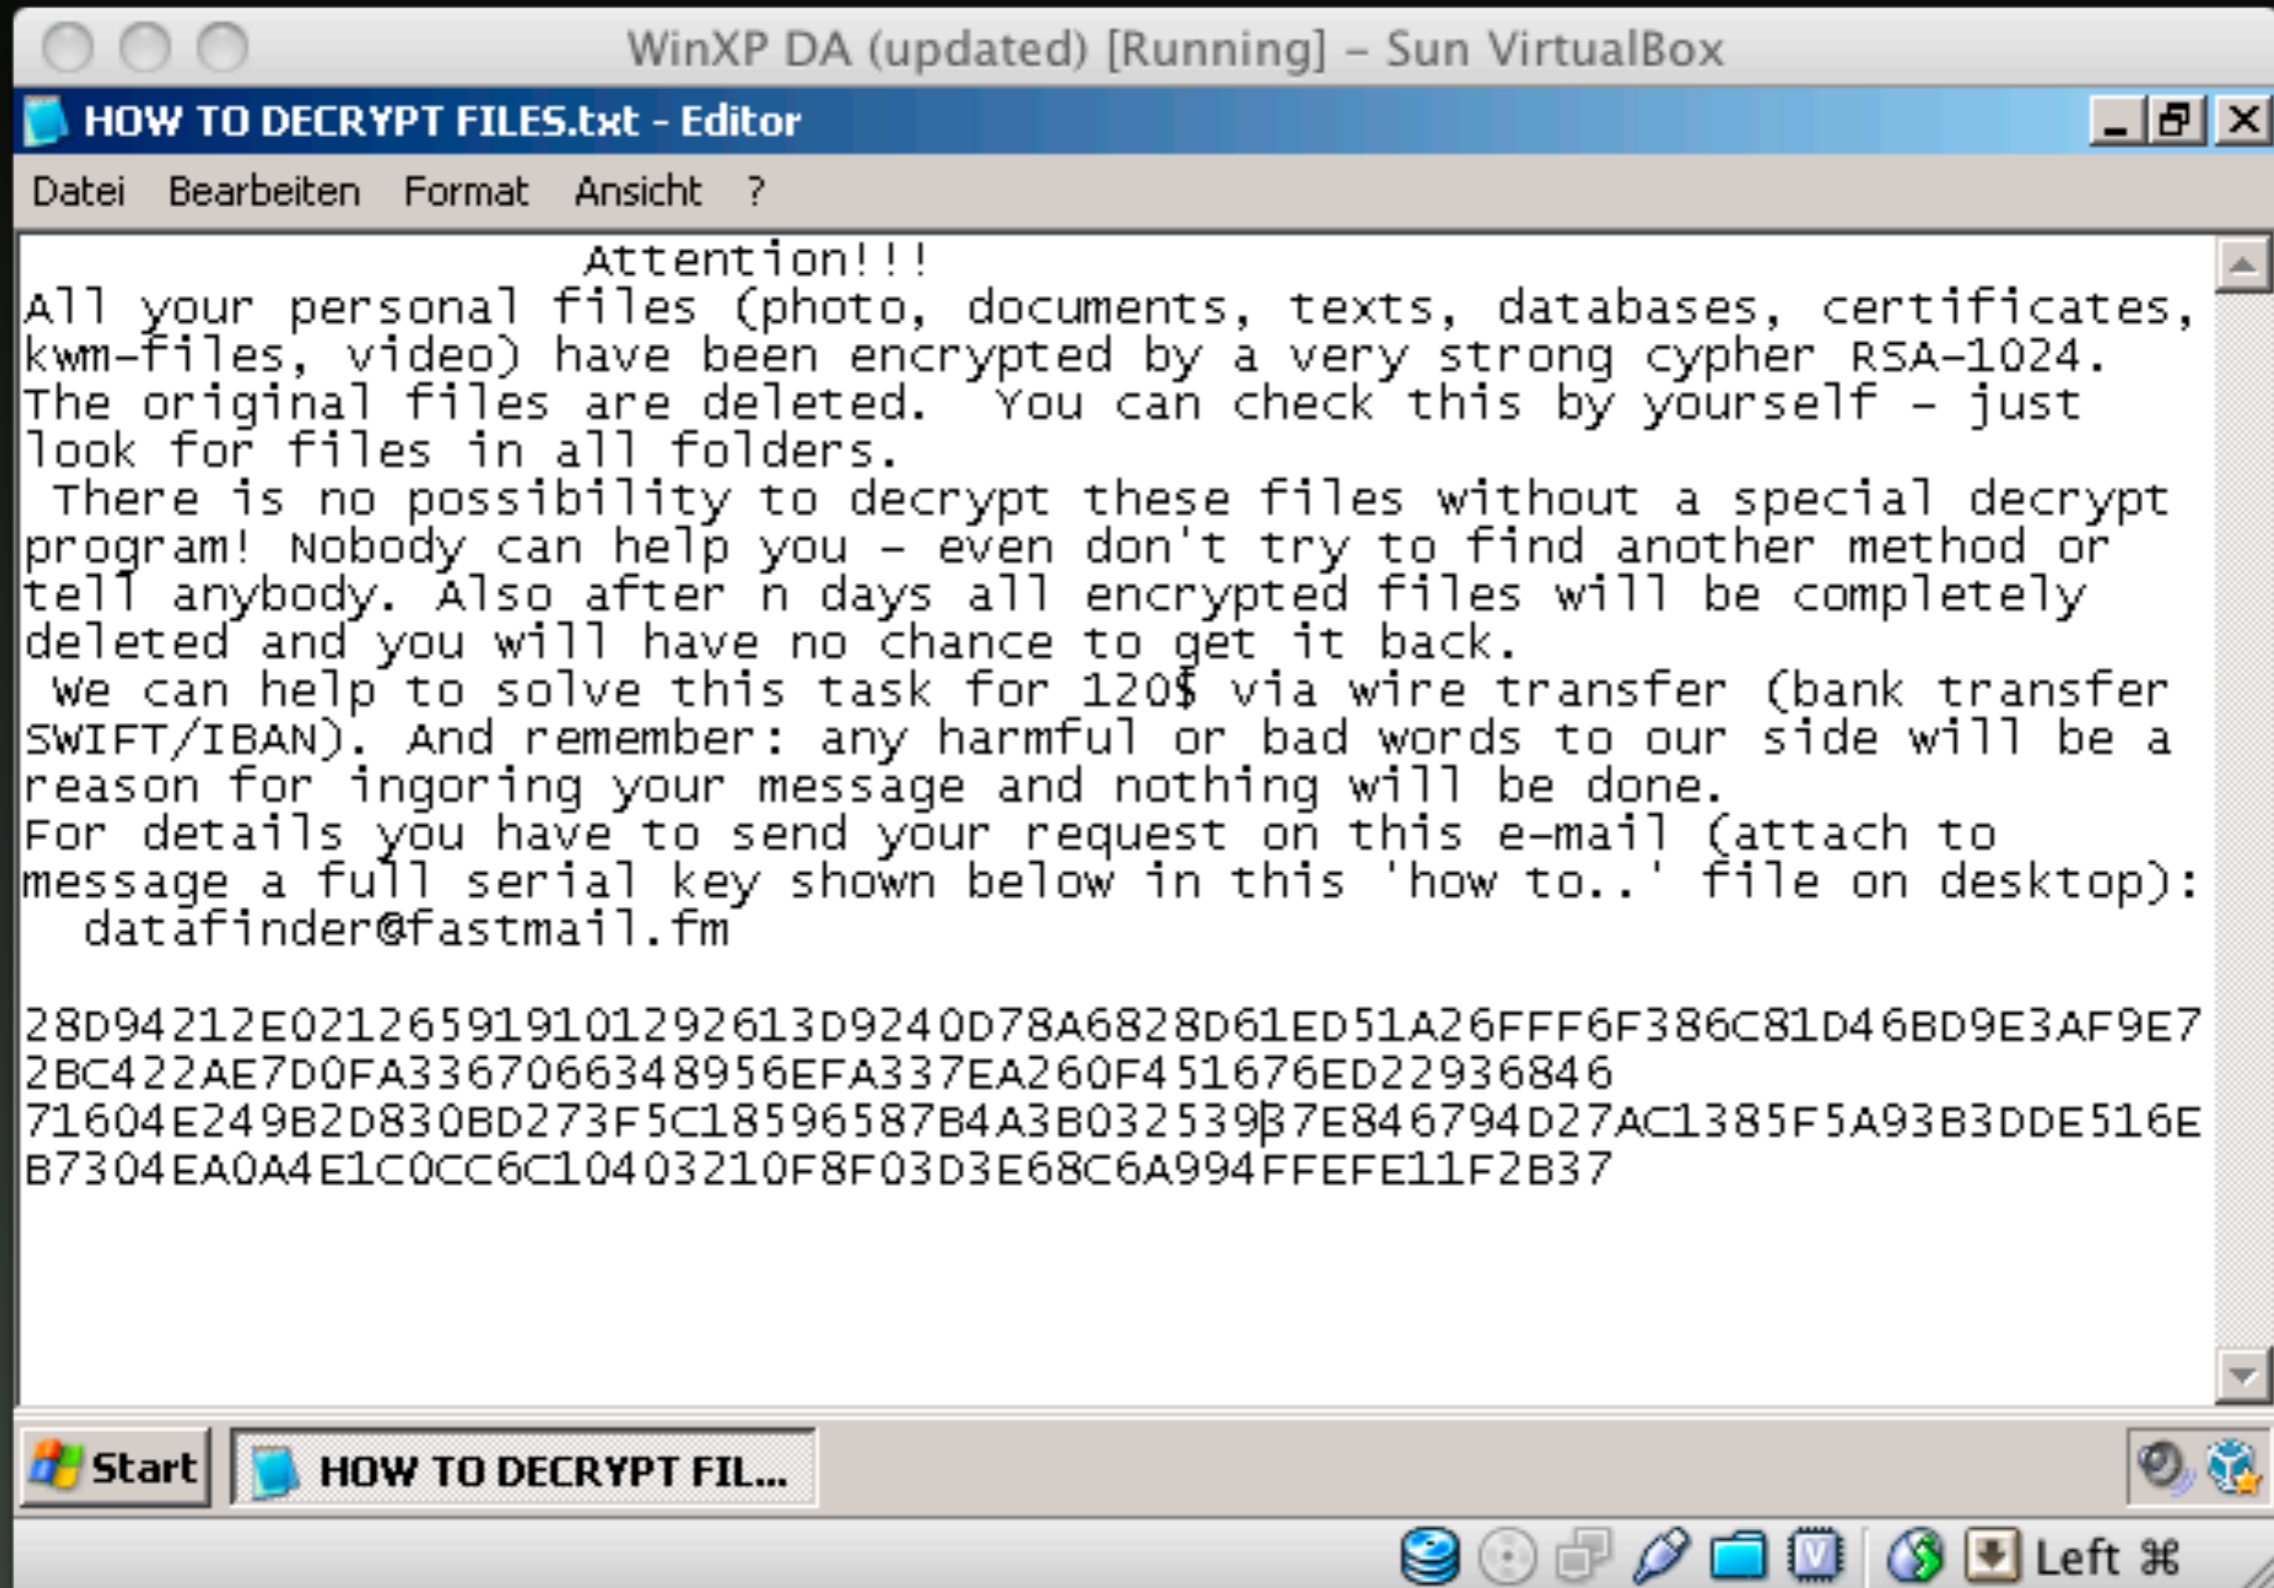 WinXP DA (updated) [Running] – Sun VirtualBox
HOW TO DECRYPT FILES.txt - Editor
Datei Bearbeiten Format Ansicht ?
Attention!!!
All your personal files (photo, documents, texts, databases, certificates,
kwm-files, video) have been encrypted by a very strong cypher RSA-1024.
The original files are deleted.  You can check this by yourself - just
look for files in all folders.
There is no possibility to decrypt these files without a special decrypt
program! Nobody can help you - even don't try to find another method or
tell anybody. Also after n days all encrypted files will be completely
deleted and you will have no chance to get it back.
We can help to solve this task for 120$ via wire transfer (bank transfer
SWIFT/IBAN). And remember: any harmful or bad words to our side will be a
reason for ingoring your message and nothing will be done.
For details you have to send your request on this e-mail (attach to
message a full serial key shown below in this 'how to..' file on desktop):
datafinder@fastmail.fm
28D94212E021265919101292613D9240D78A6828D61ED51A26FFF6F386C81D46BD9E3AF9E7
2BC422AE7D0FA3367066348956EFA337EA260F451676ED22936846
71604E249B2D830BD273F5C18596587B4A3B03253937E846794D27AC1385F5A93B3DDE516E
B7304EA0A4E1C0CC6C10403210F8F03D3E68C6A994FFEFE11F2B37
Start
HOW TO DECRYPT FIL...
Left ⌘